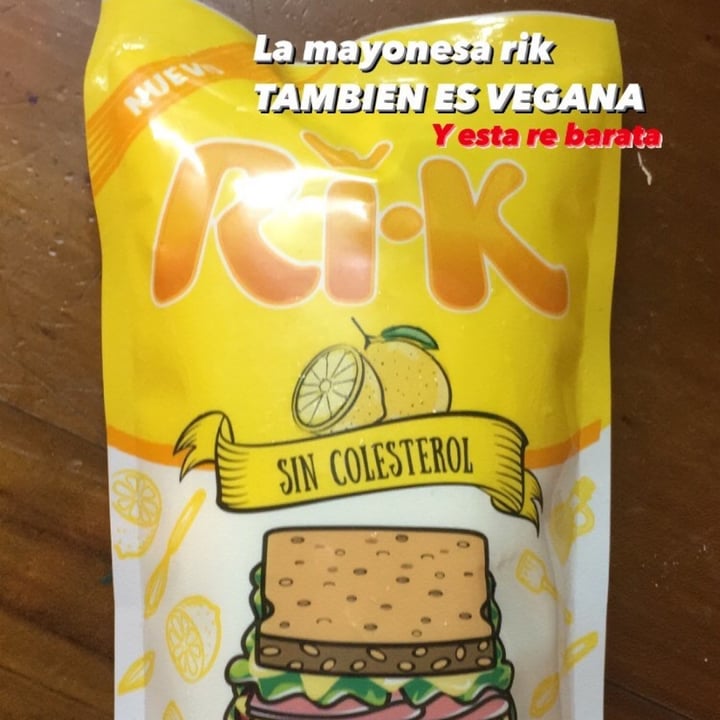 La mayonesa rik
TAMBIEN ES VEGANA
Y esta re barata
NUEVA
Ri·K
SIN COLESTEROL